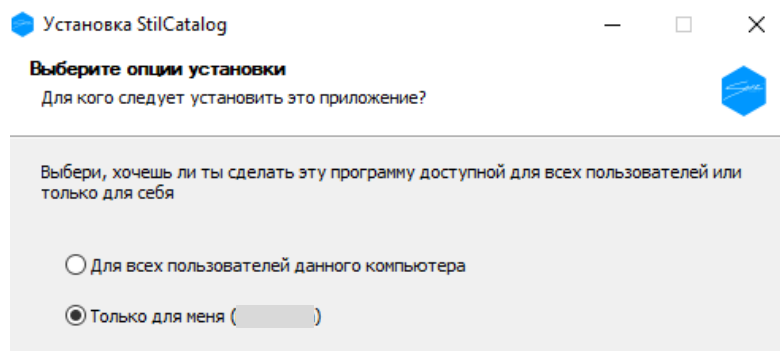 Установка StilCatalog
Выберите опции установки
Для кого следует установить это приложение?
Выбери, хочешь ли ты сделать эту программу доступной для всех пользователей или
только для себя
Для всех пользователей данного компьютера
Только для меня ( )